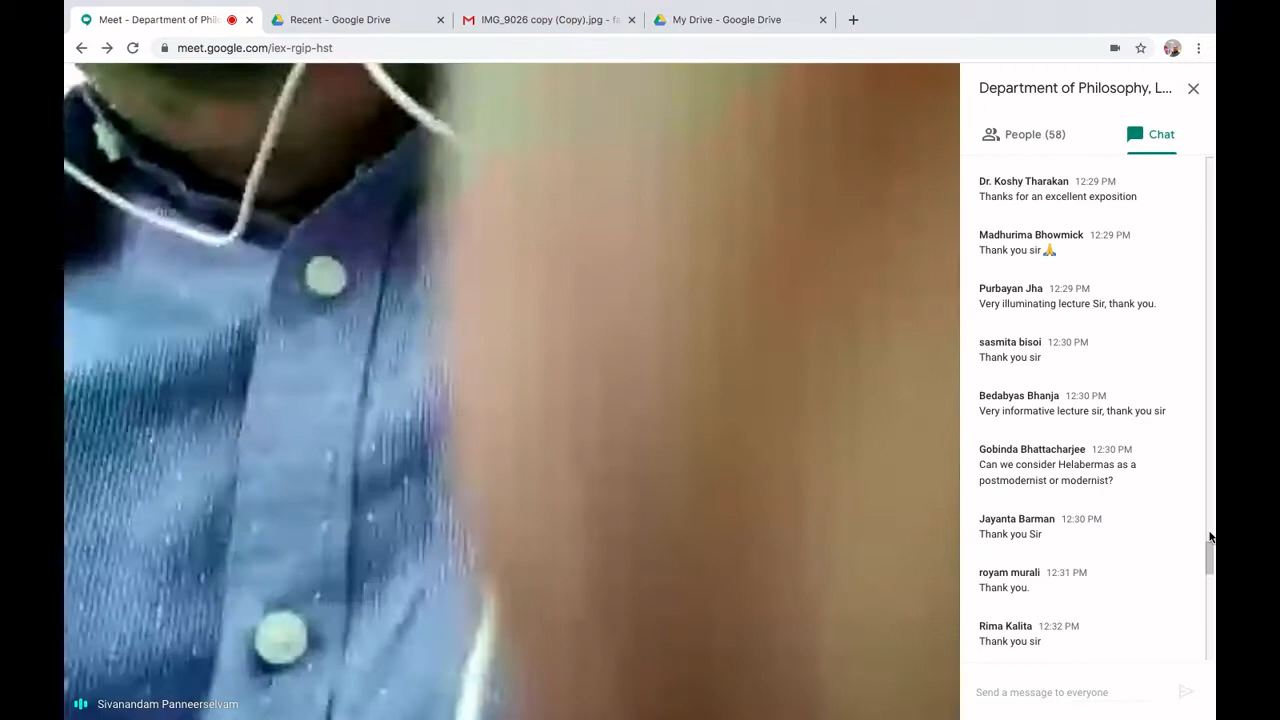 Meet - Department of Philo
Recent - Google Drive
IMG_9026 copy (Copy).jpg - fa
My Drive - Google Drive
meet.google.com/iex-rgip-hst
Department of Philosophy, L...
People (58)
Chat
Dr. Koshy Tharakan 12:29 PM
Thanks for an excellent exposition
Madhurima Bhowmick 12:29 PM
Thank you sir🙏
Purbayan Jha 12:29 PM
Very illuminating lecture Sir, thank you.
sasmita bisoi 12:30 PM
Thank you sir
Bedabyas Bhanja 12:30 PM
Very informative lecture sir, thank you sir
Gobinda Bhattacharjee 12:30 PM
Can we consider Helabermas as a
postmodernist or modernist?
Jayanta Barman 12:30 PM
Thank you Sir
royam murali 12:31 PM
Thank you.
Rima Kalita 12:32 PM
Thank you sir
Send a message to everyone
Sivanandam Panneerselvam